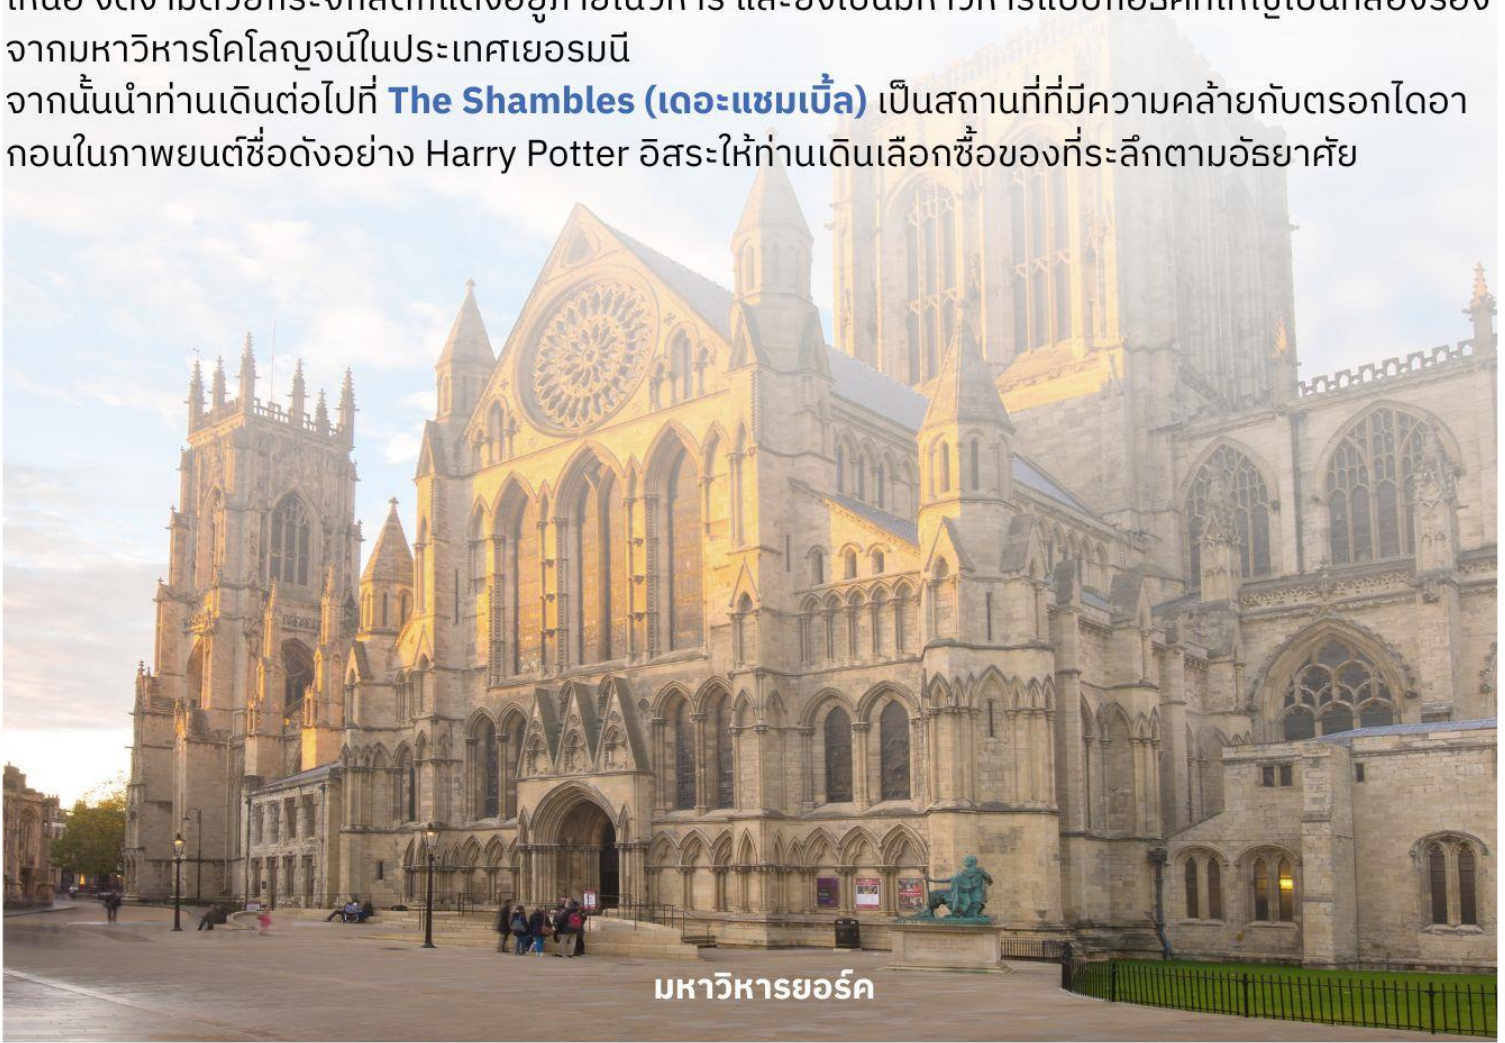 จากมหาวิหารโคโลญจน์ในประเทศเยอรมนี
จากนั้นนำท่านเดินต่อไปที่ The Shambles (เดอะแชมเบิ้ล) เป็นสถานที่ที่มีความคล้ายกับตรอกไดอา
กอนในภาพยนต์ชื่อดังอย่าง Harry Potter อิสระให้ท่านเดินเลือกซื้อของที่ระลึกตามอัธยาศัย
มหาวิหารยอร์ค